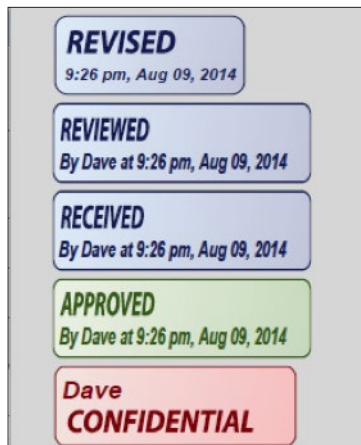 REVISED
9:26 pm, Aug 09, 2014
REVIEWED
By Dave at 9:26 pm, Aug 09, 2014
RECEIVED
By Dave at 9:26 pm, Aug 09, 2014
APPROVED
By Dave at 9:26 pm, Aug 09, 2014
Dave
CONFIDENTIAL